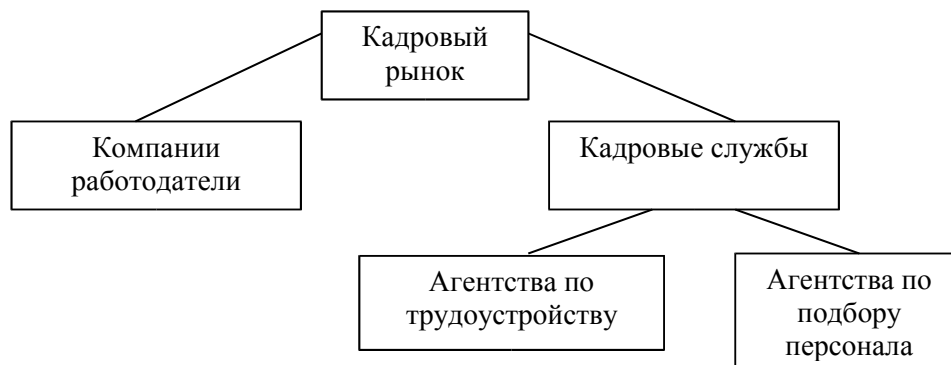 Кадровый
рынок
Компании
работодатели
Кадровые службы
Агентства по
трудоустройству
Агентства по
подбору
персонала